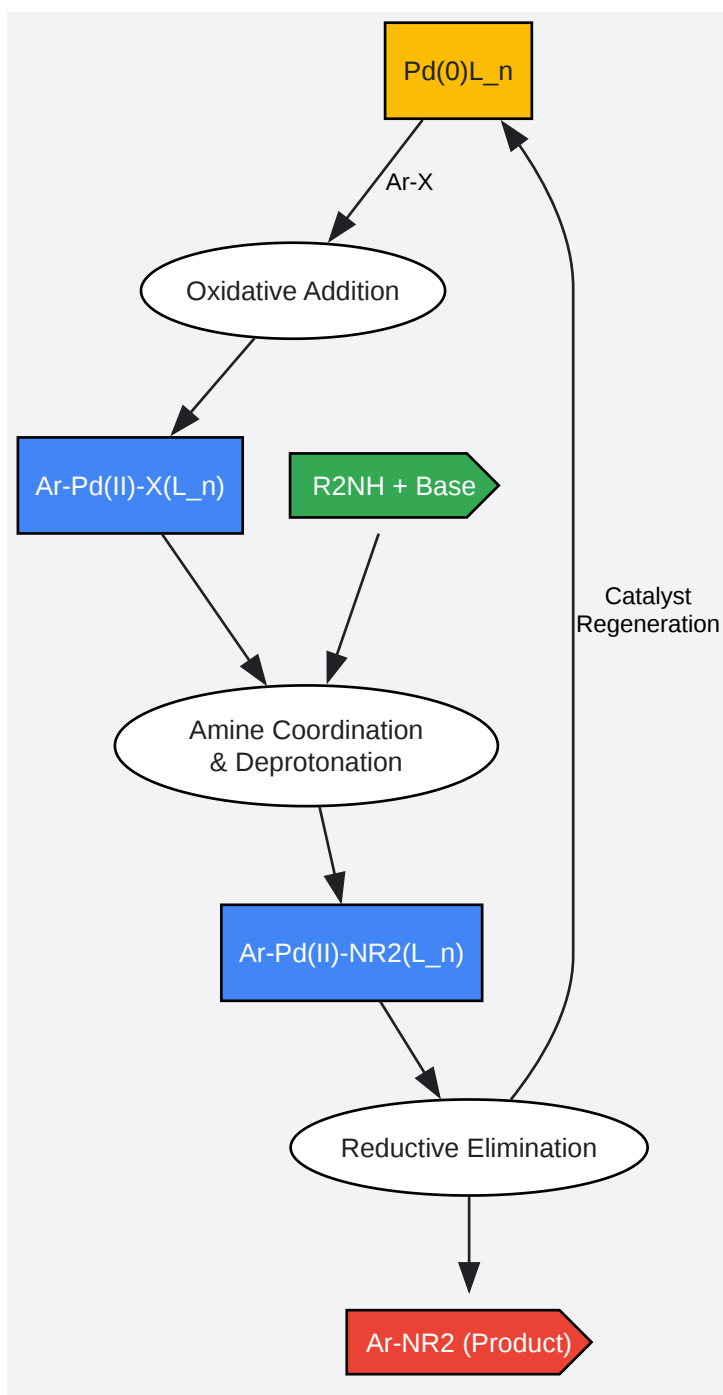 Pd(0)L_n
Ar-X
Oxidative Addition
Ar-Pd(II)-X(L_n)
R2NH + Base
Catalyst
Regeneration
Amine Coordination
& Deprotonation
Ar-Pd(II)-NR2(L_n)
Reductive Elimination
Ar-NR2 (Product)